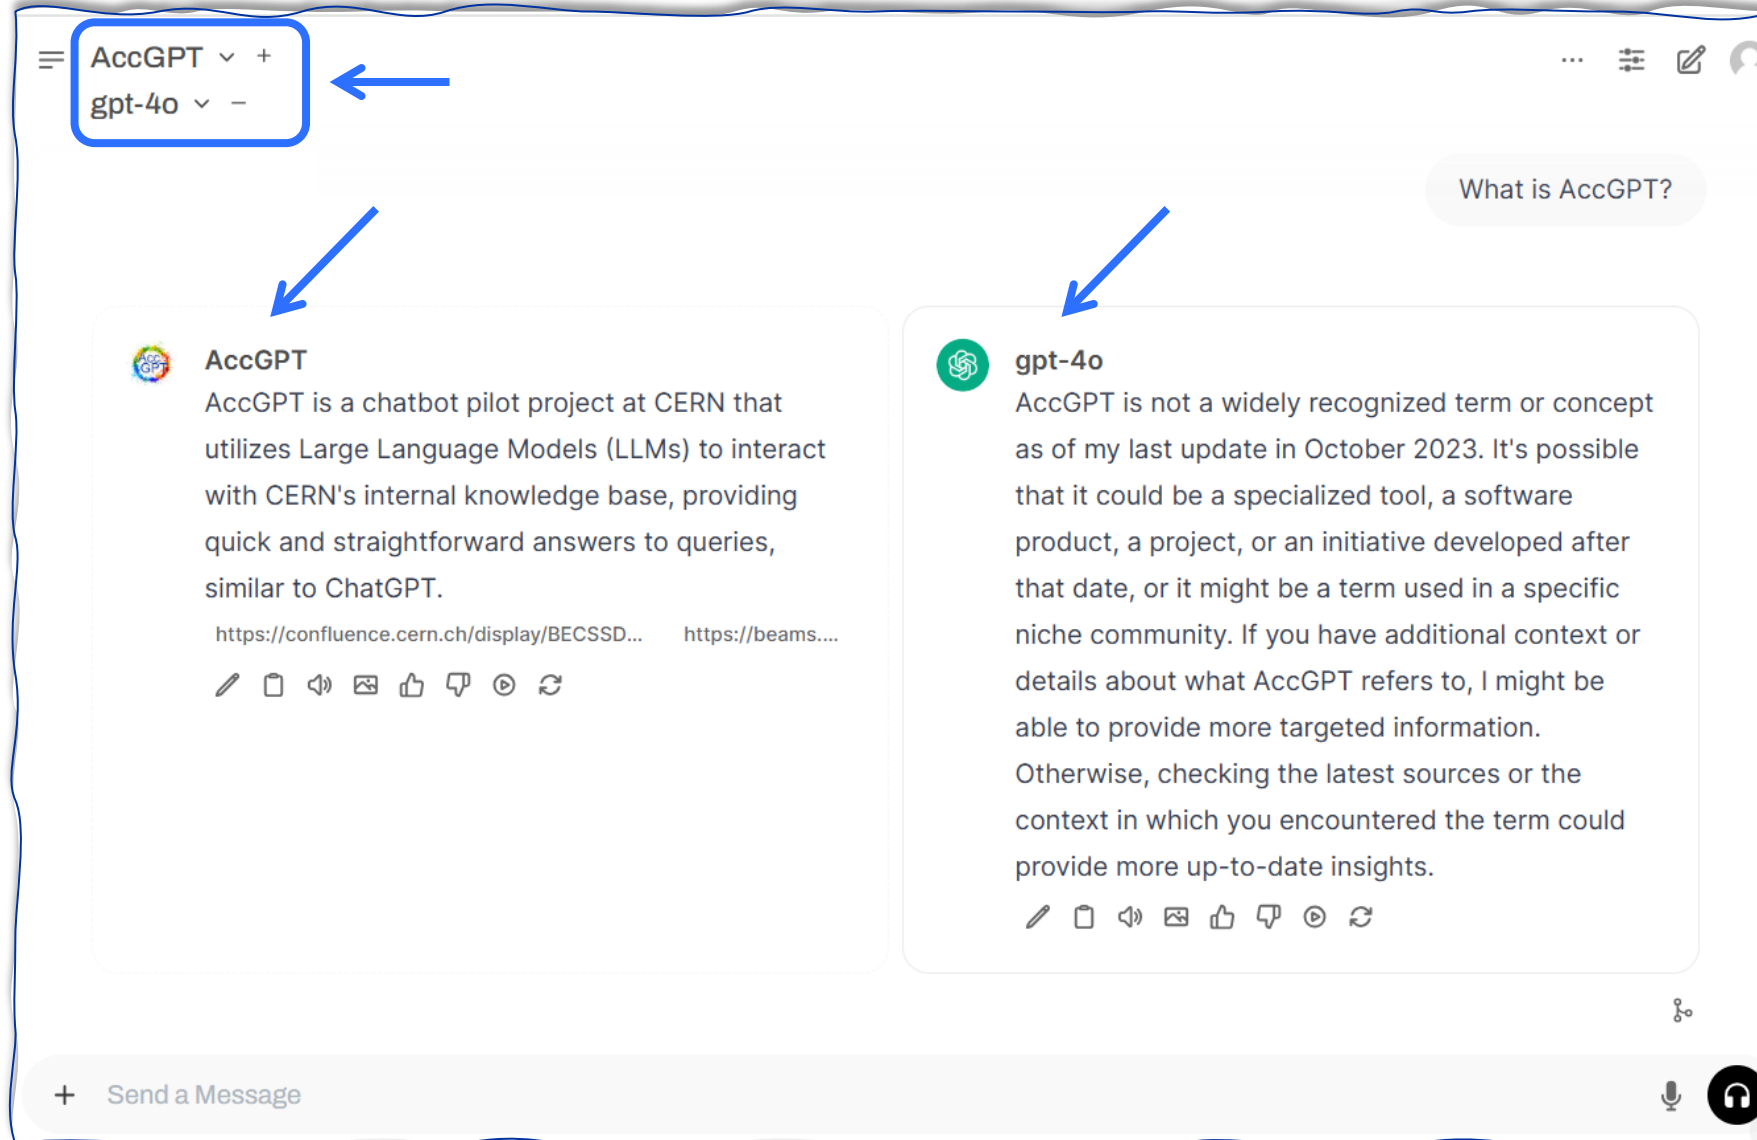 AccGPT
gpt-4o
What is AccGPT?
Acc
GPT
AccGPT
AccGPT is a chatbot pilot project at CERN that
utilizes Large Language Models (LLMs) to interact
with CERN's internal knowledge base, providing
quick and straightforward answers to queries,
similar to ChatGPT.
https://confluence.cern.ch/display/BECSSD... https://beams....
gpt-4o
AccGPT is not a widely recognized term or concept
as of my last update in October 2023. It's possible
that it could be a specialized tool, a software
product, a project, or an initiative developed after
that date, or it might be a term used in a specific
niche community. If you have additional context or
details about what AccGPT refers to, I might be
able to provide more targeted information.
Otherwise, checking the latest sources or the
context in which you encountered the term could
provide more up-to-date insights.
Send a Message